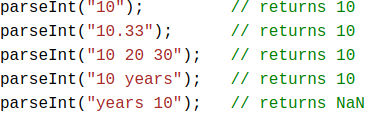 parseInt("10");         // returns 10
parseInt("10.33");      // returns 10
parseInt("10 20 30");   // returns 10
parseInt("10 years");   // returns 10
parseInt("years 10");   // returns NaN